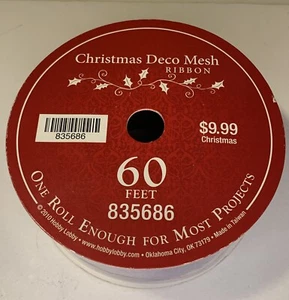 Christmas Deco Mesh
RIBBON
835686
$9.99
Christmas
60
FEET
835686
ONE ROLL ENOUGH FOR MOST PROJECTS
© 2010 Hobby Lobby • www.hobbylobby.com • Oklahoma City, OK 73179 • Made in Taiwan